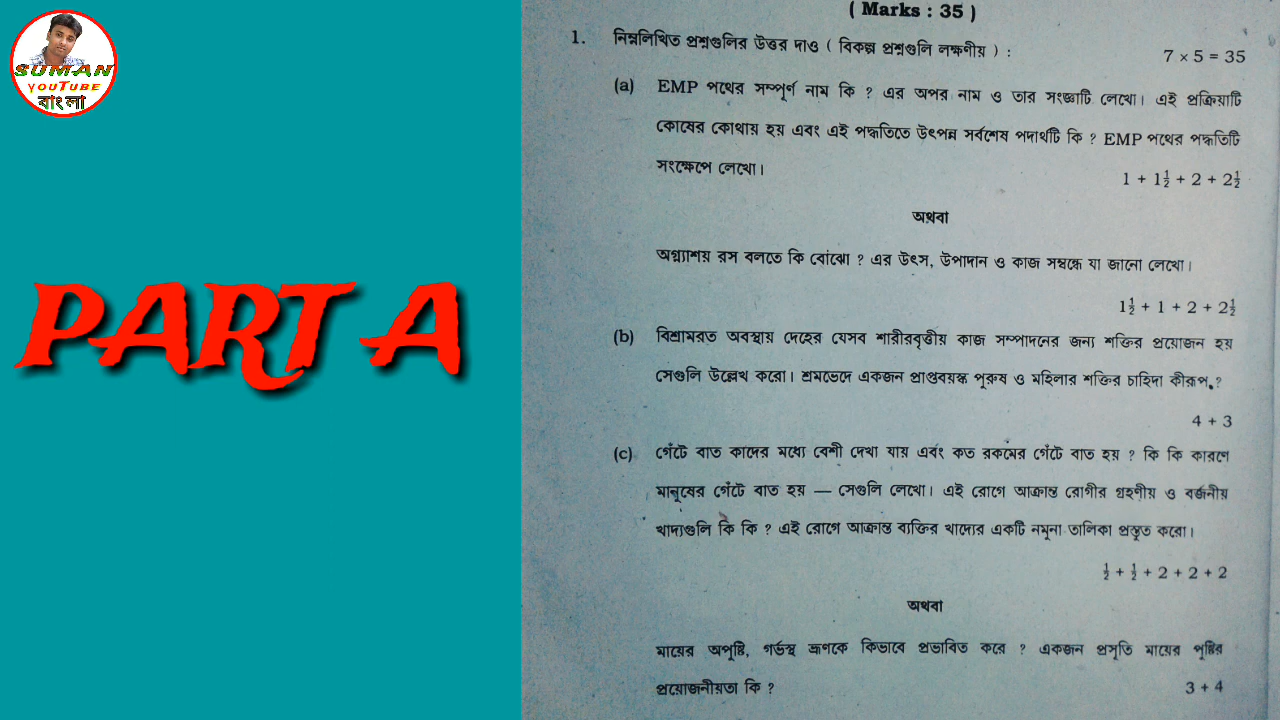 SUMAN
YOUTUBE
বাংলা
PART A
( Marks : 35 )
1. নিম্নলিখিত প্রশ্নগুলির উত্তর দাও ( বিকল্প প্রশ্নগুলি লক্ষণীয় ) :
7 × 5 = 35
(a) EMP পথের সম্পূর্ণ নাম কি ? এর অপর নাম ও তার সংজ্ঞাটি লেখো। এই প্রক্রিয়াটি
কোষের কোথায় হয় এবং এই পদ্ধতিতে উৎপন্ন সর্বশেষ পদার্থটি কি ? EMP পথের পদ্ধতিটি
সংক্ষেপে লেখো।
1 + 1½ + 2 + 2½
অথবা
অগ্ন্যাশয় রস বলতে কি বোঝো ? এর উৎস, উপাদান ও কাজ সম্বন্ধে যা জানো লেখো।
1½ + 1 + 2 + 2½
(b) বিশ্রামরত অবস্থায় দেহের যেসব শারীরবৃত্তীয় কাজ সম্পাদনের জন্য শক্তির প্রয়োজন হয়
সেগুলি উল্লেখ করো। শ্রমভেদে একজন প্রাপ্তবয়স্ক পুরুষ ও মহিলার শক্তির চাহিদা কীরূপ ?
4 + 3
(c) গেঁটে বাত কাদের মধ্যে বেশী দেখা যায় এবং কত রকমের গেঁটে বাত হয় ? কি কি কারণে
মানুষের গেঁটে বাত হয় — সেগুলি লেখো। এই রোগে আক্রান্ত রোগীর গ্রহণীয় ও বর্জনীয়
খাদ্যগুলি কি কি ? এই রোগে আক্রান্ত ব্যক্তির খাদ্যের একটি নমুনা তালিকা প্রস্তুত করো।
½ + ½ + 2 + 2 + 2
অথবা
মায়ের অপুষ্টি, গর্ভস্থ ভ্রূণকে কিভাবে প্রভাবিত করে ? একজন প্রসূতি মায়ের পুষ্টির
প্রয়োজনীয়তা কি ?
3 + 4